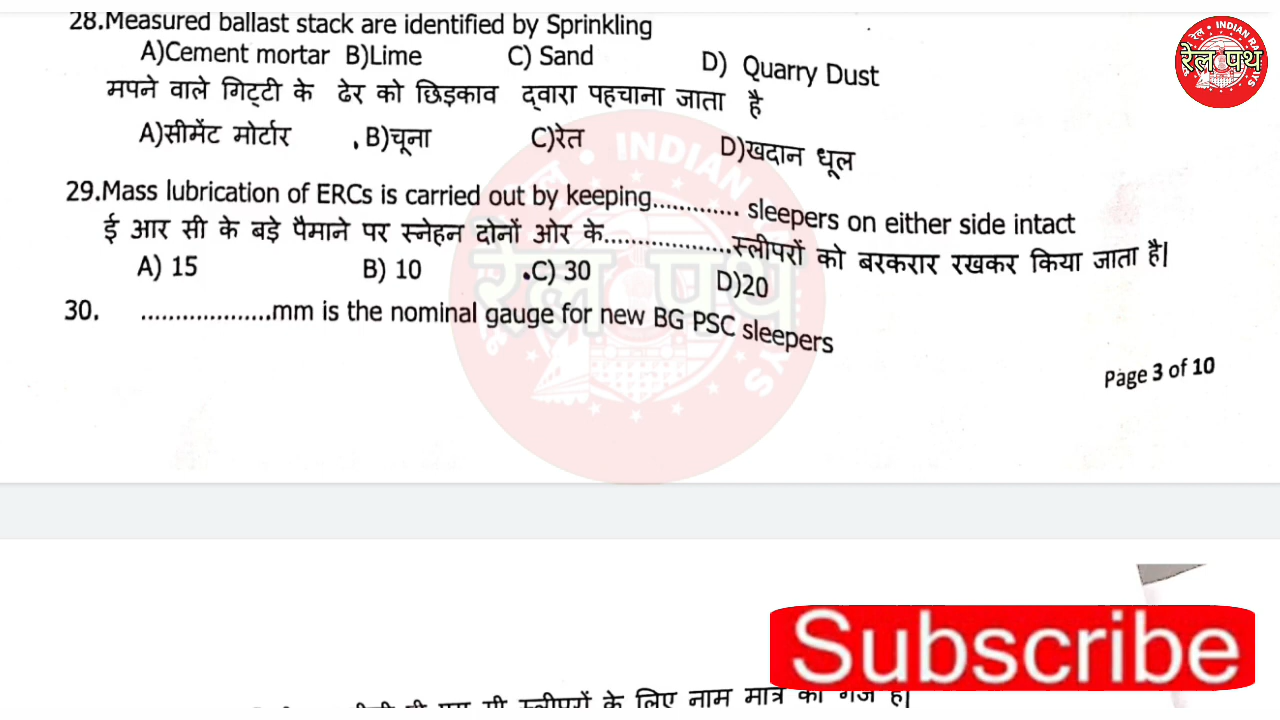 28.Measured ballast stack are identified by Sprinkling
A)Cement mortar B)Lime C) Sand D) Quarry Dust
मपने वाले गिट्टी के ढेर को छिड़काव द्वारा पहचाना जाता है
A)सीमेंट मोर्टार B)चूना C)रेत D)खदान धूल
29.Mass lubrication of ERCs is carried out by keeping............. sleepers on either side intact
ई आर सी के बड़े पैमाने पर स्नेहन दोनों ओर के...................स्लीपरों को बरकरार रखकर किया जाता है।
A) 15 B) 10 C) 30 D)20
30. ...................mm is the nominal gauge for new BG PSC sleepers
Page 3 of 10
के लिए नाम मात्र का गेज है।
Subscribe
रेल पथ
INDIAN RAILWAYS
रेल पथ
INDIAN